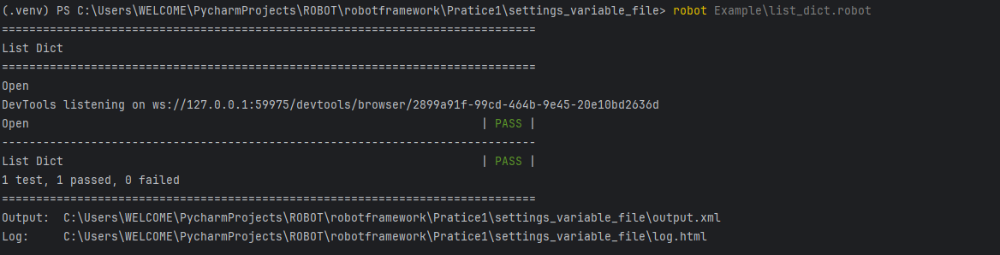 (.venv) PS C:\Users\WELCOME\PycharmProjects\ROBOT\robotframework\Pratice1\settings_variable_file> robot Example\list_dict.robot
==============================================================================
List Dict
==============================================================================
Open
DevTools listening on ws://127.0.0.1:59975/devtools/browser/2899a91f-99cd-464b-9e45-20e10bd2636d
Open                                                                  | PASS |
------------------------------------------------------------------------------
List Dict                                                             | PASS |
1 test, 1 passed, 0 failed
==============================================================================
Output:  C:\Users\WELCOME\PycharmProjects\ROBOT\robotframework\Pratice1\settings_variable_file\output.xml
Log:     C:\Users\WELCOME\PycharmProjects\ROBOT\robotframework\Pratice1\settings_variable_file\log.html